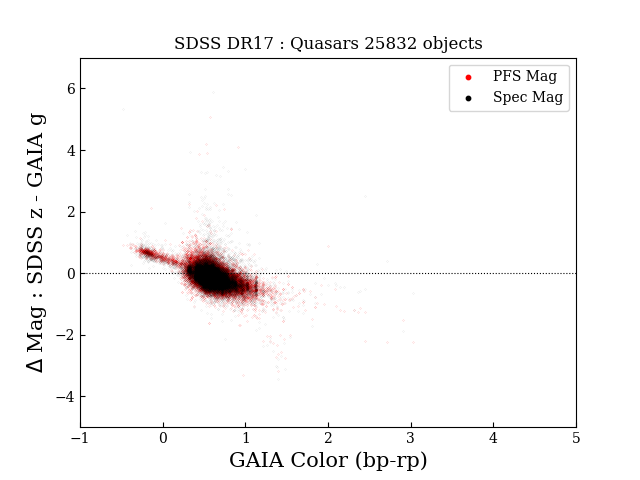 SDSS DR17 : Quasars 25832 objects
PFS Mag
Spec Mag
6
4
2
0
−2
−4
Δ Mag : SDSS z - GAIA g
−1 0 1 2 3 4 5
GAIA Color (bp-rp)